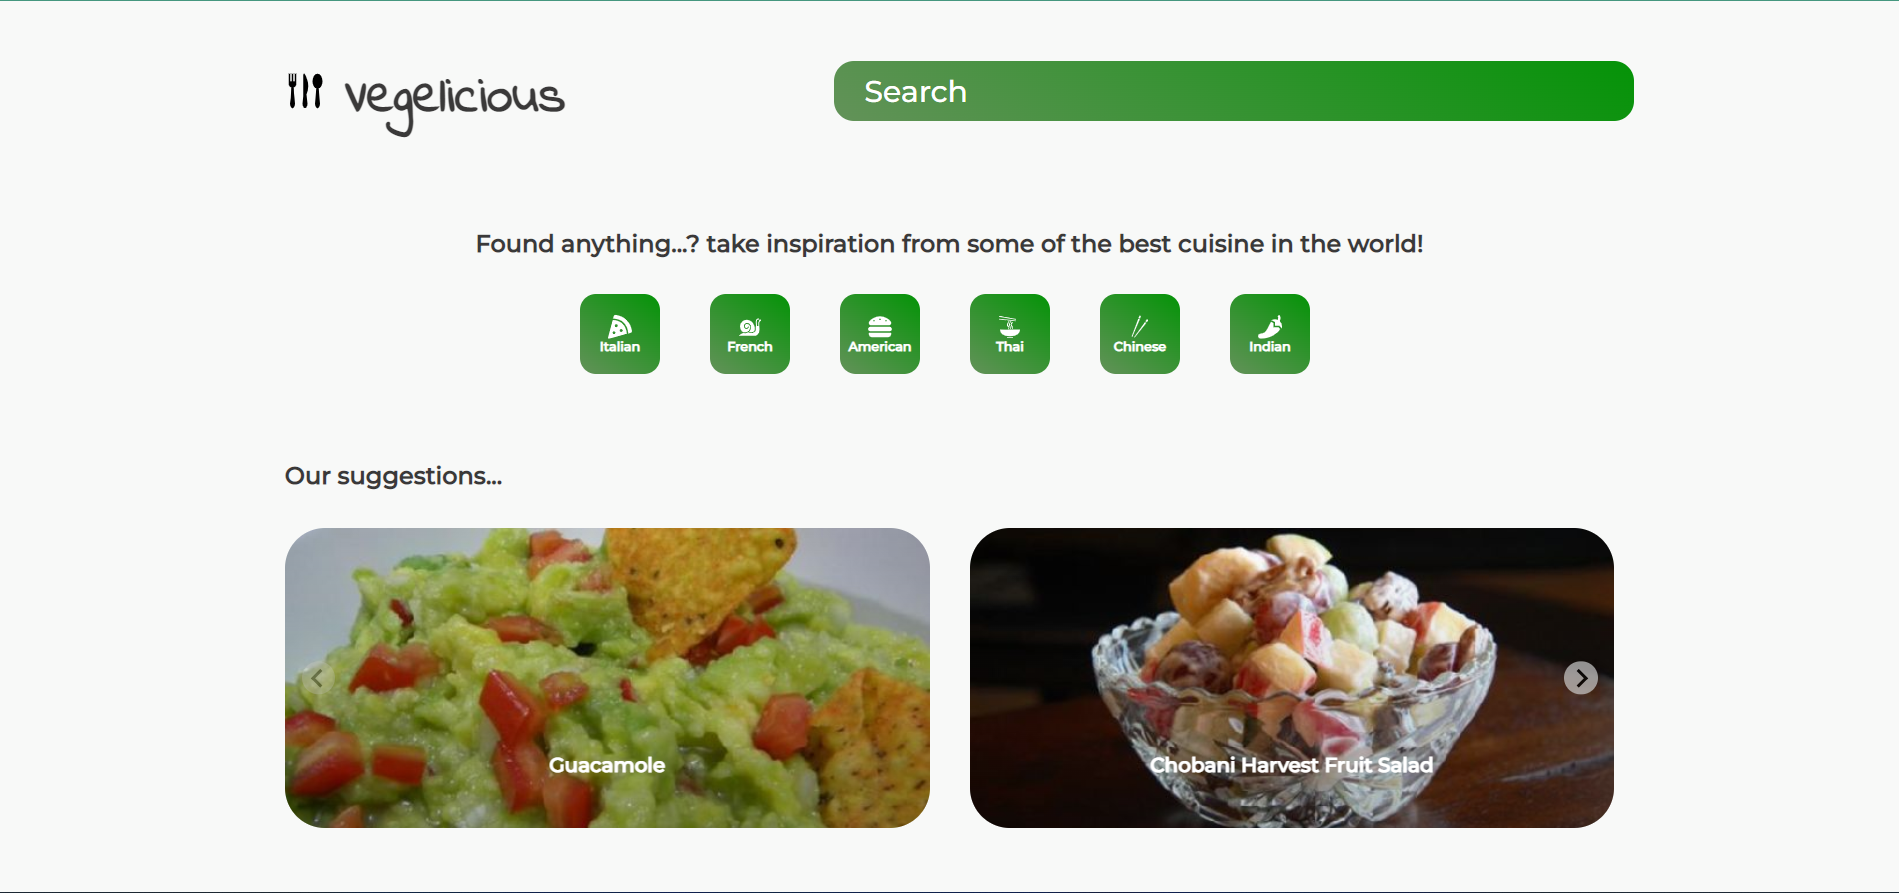 vegelicious
Search
Found anything...? take inspiration from some of the best cuisine in the world!
Italian
French
American
Thai
Chinese
Indian
Our suggestions...
Guacamole
Chobani Harvest Fruit Salad